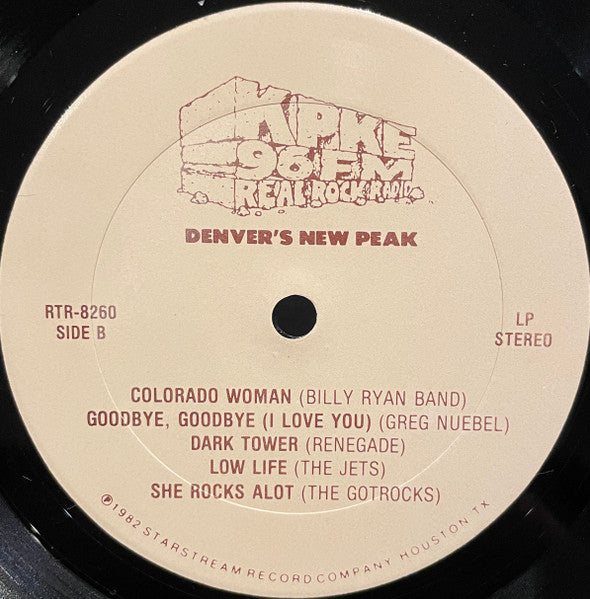 KPKE
96 FM
REAL ROCK RADIO
DENVER'S NEW PEAK
RTR-8260
SIDE B
LP
STEREO
COLORADO WOMAN (BILLY RYAN BAND)
GOODBYE, GOODBYE (I LOVE YOU) (GREG NUEBEL)
DARK TOWER (RENEGADE)
LOW LIFE (THE JETS)
SHE ROCKS ALOT (THE GOTROCKS)
℗1982 STARSTREAM RECORD COMPANY HOUSTON, TX